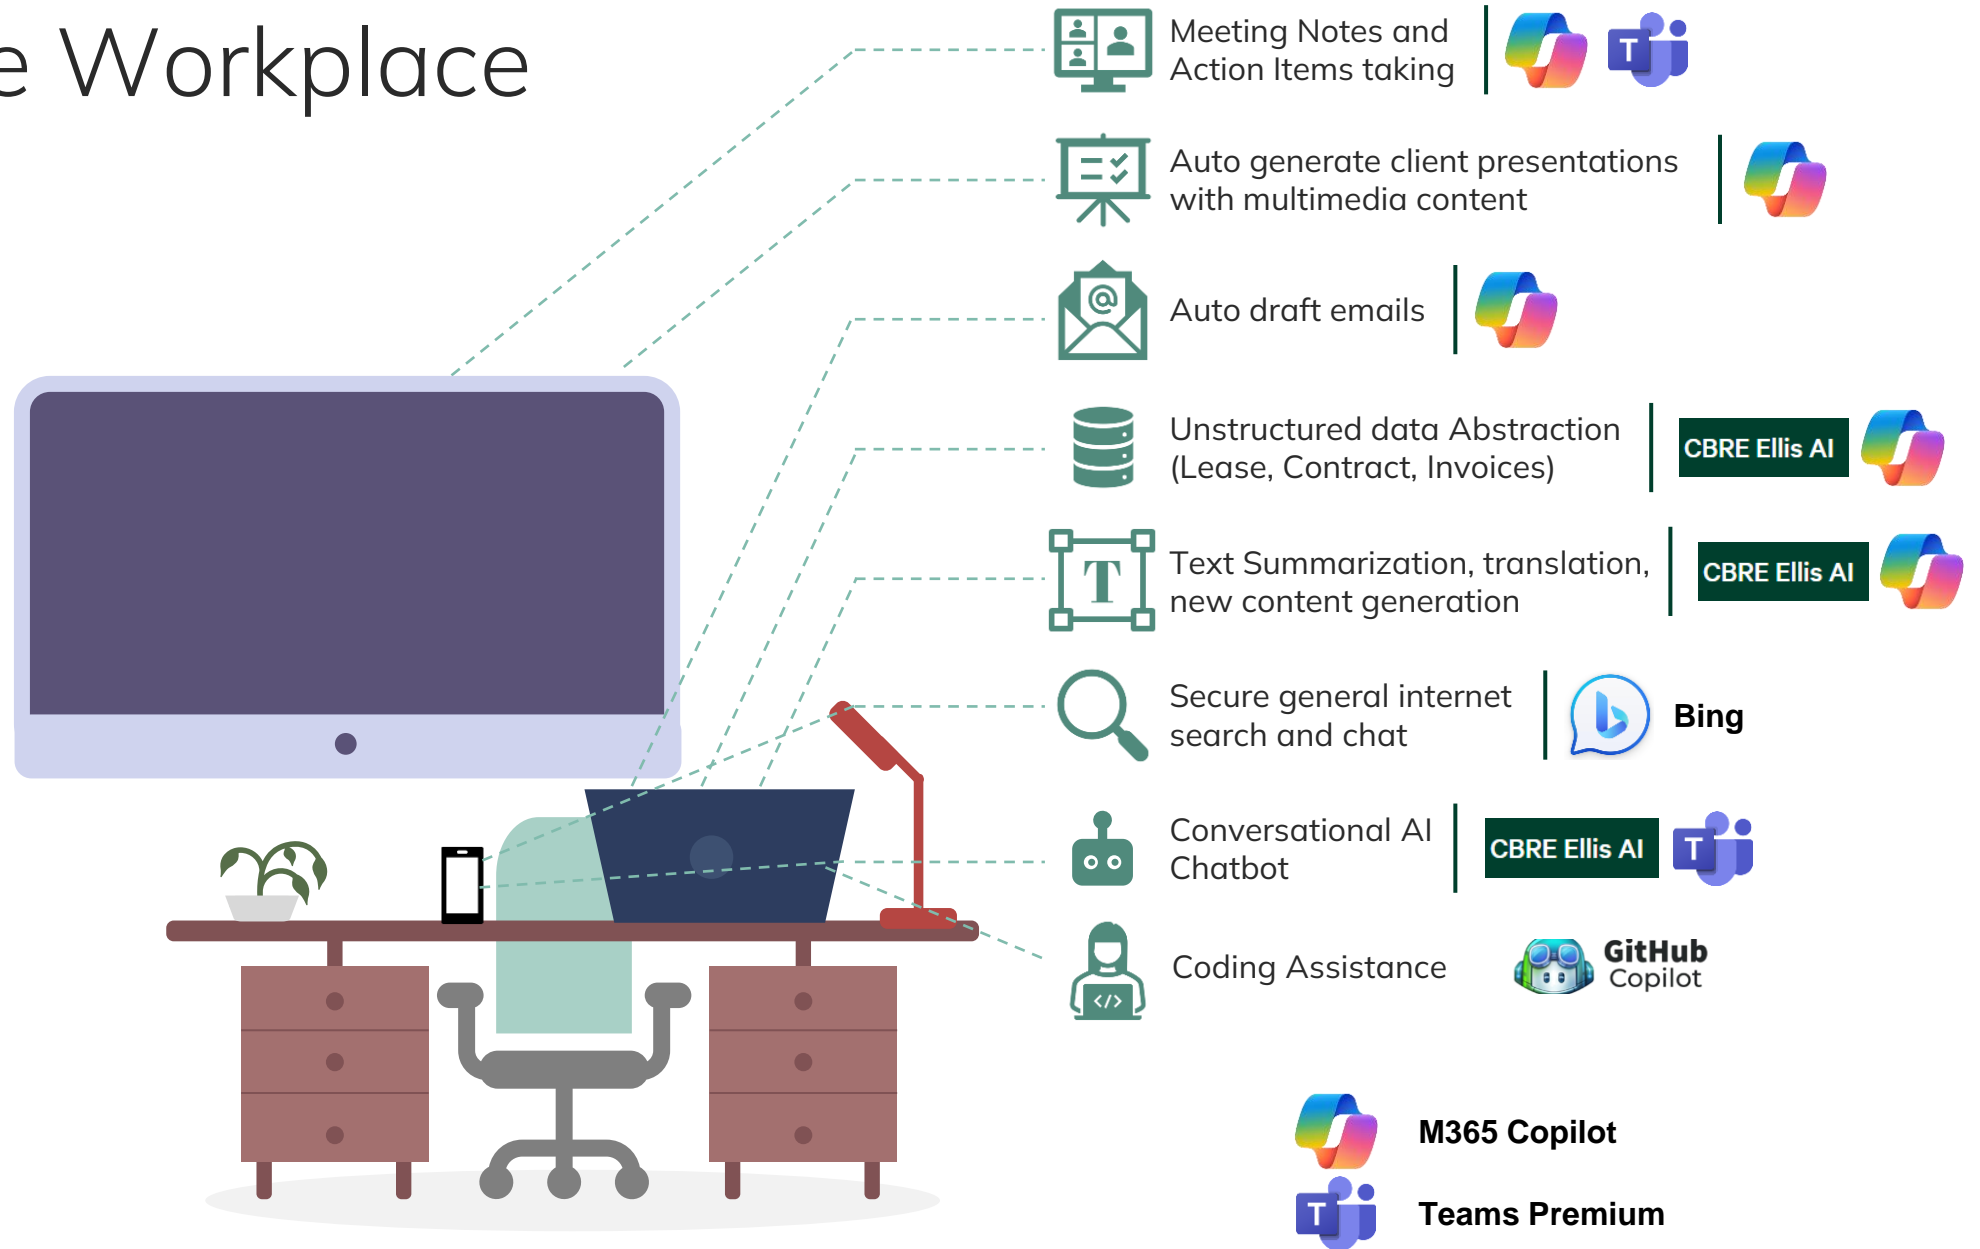 e Workplace
Meeting Notes and
Action Items taking
T
Auto generate client presentations
with multimedia content
@
Auto draft emails
Unstructured data Abstraction
(Lease, Contract, Invoices)
CBRE Ellis AI
T
Text Summarization, translation,
new content generation
CBRE Ellis AI
Secure general internet
search and chat
b
Bing
Conversational AI
Chatbot
CBRE Ellis AI
T
</>
Coding Assistance
GitHub
Copilot
M365 Copilot
T
Teams Premium